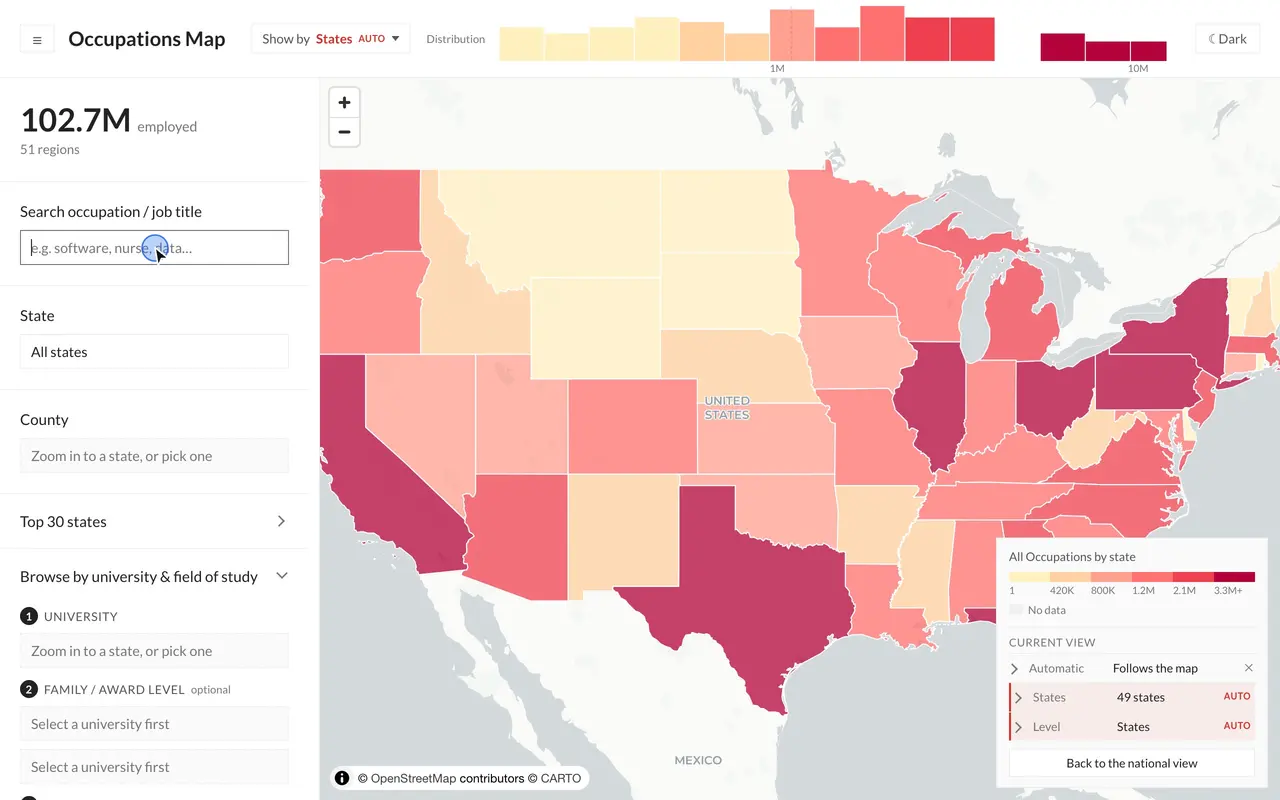 ≡
Occupations Map
Show by States AUTO ▼
Distribution
1M
10M
☾ Dark
102.7M employed
51 regions
Search occupation / job title
e.g. software, nurse, data...
State
All states
County
Zoom in to a state, or pick one
Top 30 states
Browse by university & field of study
1 UNIVERSITY
Zoom in to a state, or pick one
2 FAMILY / AWARD LEVEL optional
Select a university first
Select a university first
+
−
UNITED
STATES
MEXICO
© OpenStreetMap contributors © CARTO
All Occupations by state
1 420K 800K 1.2M 2.1M 3.3M+
No data
CURRENT VIEW
Automatic Follows the map ×
States 49 states AUTO
Level States AUTO
Back to the national view